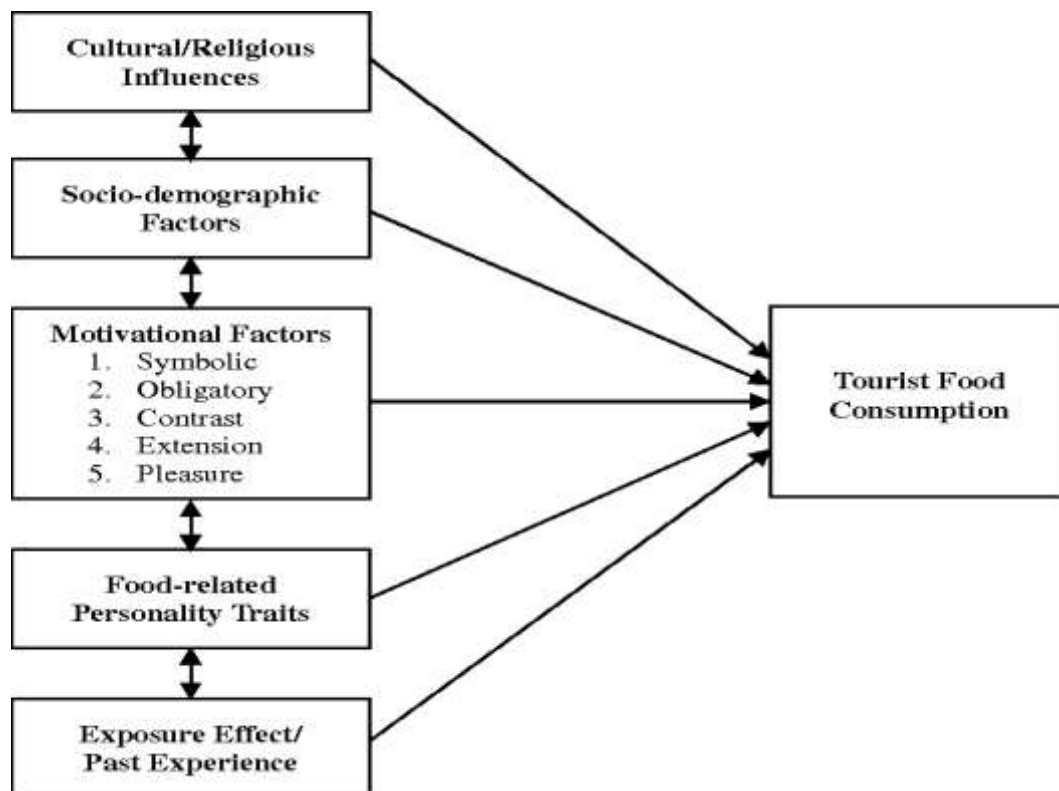 Cultural/Religious
Influences
Socio-demographic
Factors
Motivational Factors
1. Symbolic
2. Obligatory
3. Contrast
4. Extension
5. Pleasure
Food-related
Personality Traits
Exposure Effect/
Past Experience
Tourist Food
Consumption